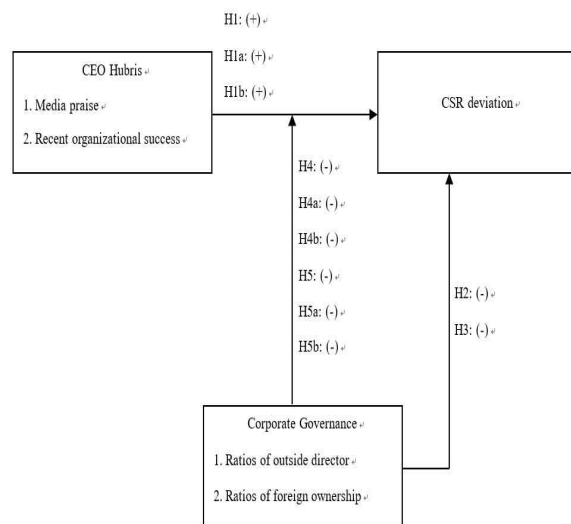 H1: (+)
H1a: (+)
H1b: (+)
CEO Hubris
1. Media praise
2. Recent organizational success
CSR deviation
H4: (-)
H4a: (-)
H4b: (-)
H5: (-)
H5a: (-)
H5b: (-)
H2: (-)
H3: (-)
Corporate Governance
1. Ratios of outside director
2. Ratios of foreign ownership